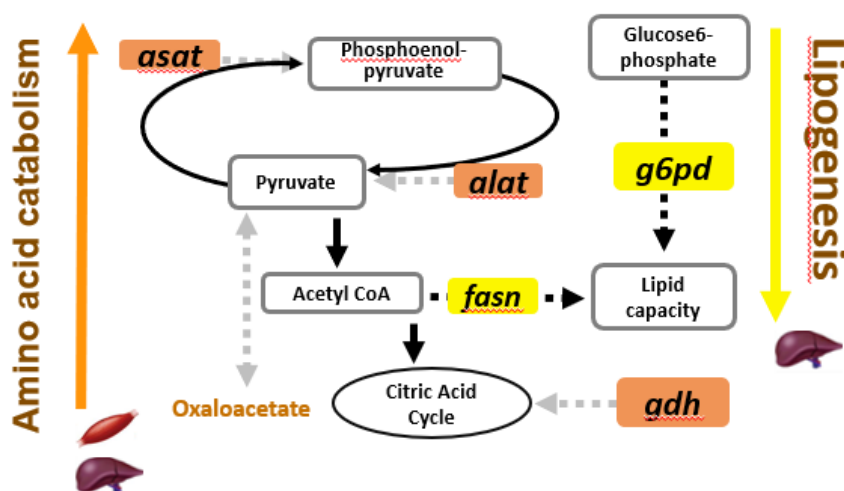 Amino acid catabolism
asat
Phosphoenol-
pyruvate
Glucose6-
phosphate
Lipogenesis
g6pd
Pyruvate
alat
Acetyl CoA
fasn
Lipid
capacity
Oxaloacetate
Citric Acid
Cycle
gdh